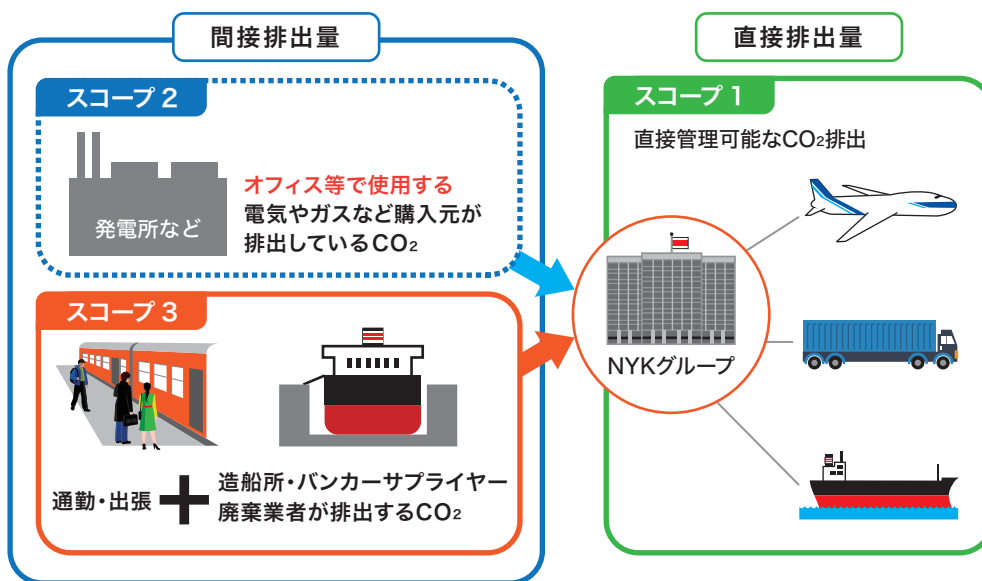 間接排出量
スコープ 2
発電所など
オフィス等で使用する
電気やガスなど購入元が
排出しているCO₂
スコープ 3
通勤・出張
造船所・バンカーサプライヤー
廃棄業者が排出するCO₂
直接排出量
スコープ 1
直接管理可能なCO₂排出
NYKグループ